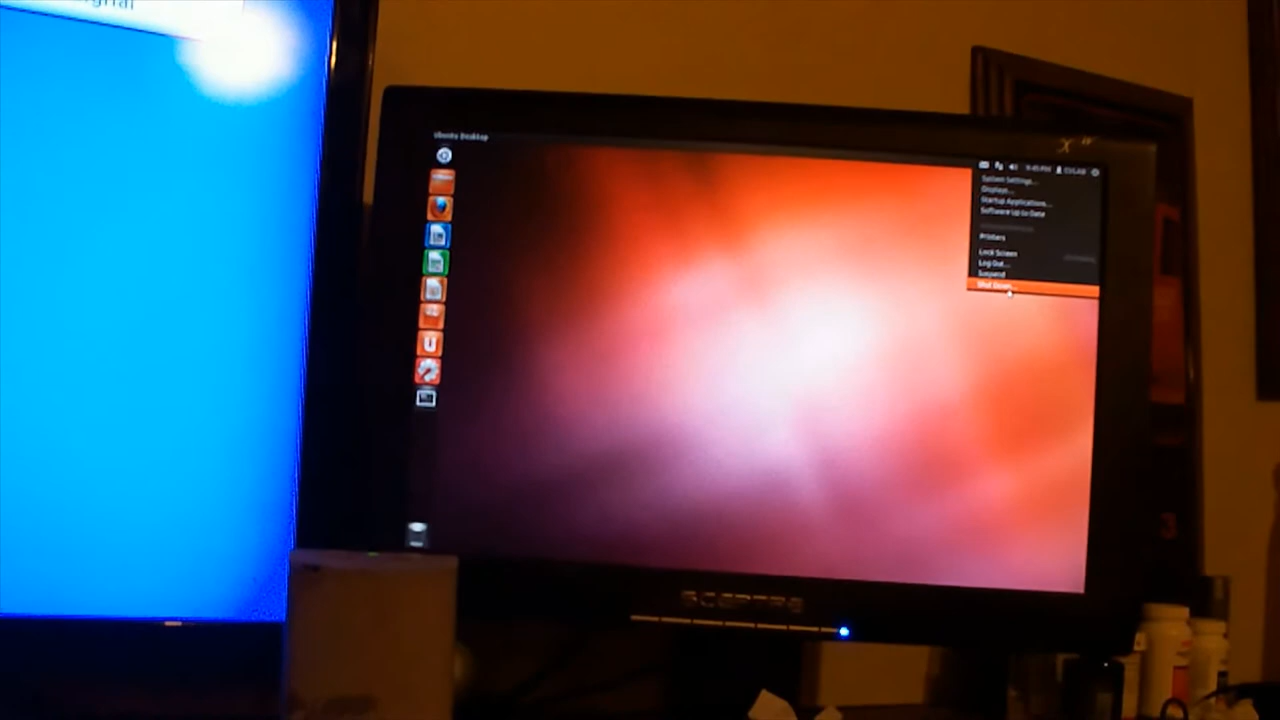 Ubuntu Desktop
System Settings...
Displays...
Startup Applications...
Software Up to Date
Printers
Lock Screen
Log Out...
Suspend
Shut Down...
SCEPTRE